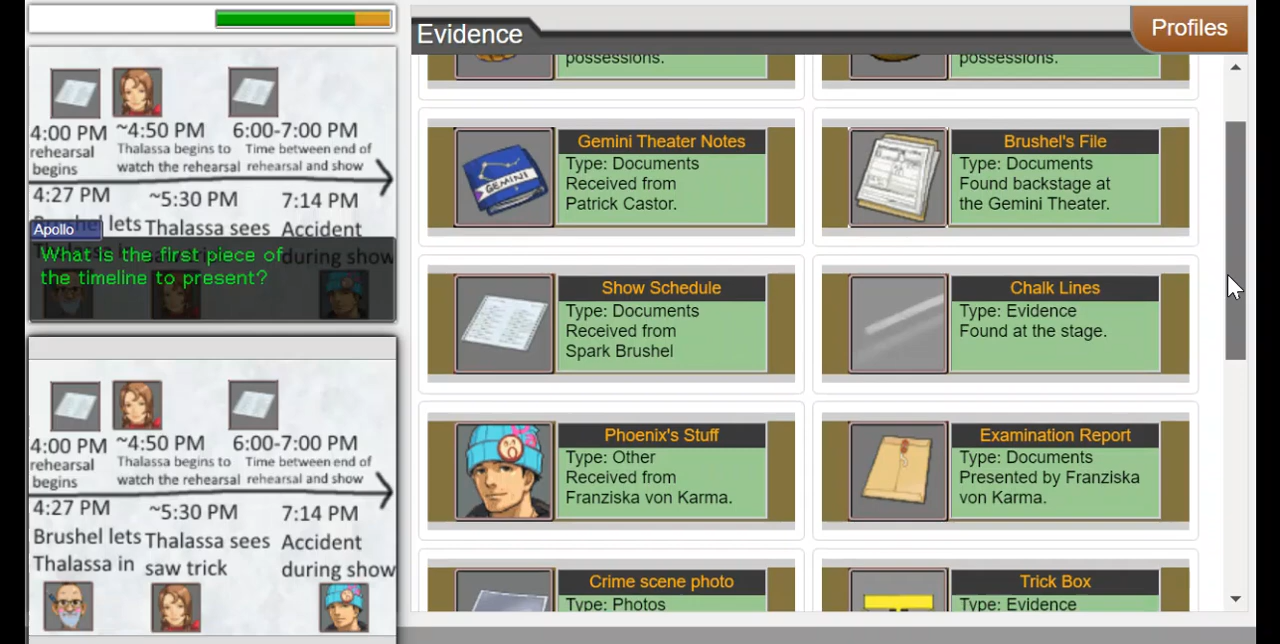 4:00 PM ~4:50 PM 6:00-7:00 PM
rehearsal Thalassa begins to Time between end of
begins watch the rehearsal rehearsal and show
4:27 PM ~5:30 PM 7:14 PM
Brushel lets Thalassa sees Accident
during show
Apollo
What is the first piece of
the timeline to present?
4:00 PM ~4:50 PM 6:00-7:00 PM
rehearsal Thalassa begins to Time between end of
begins watch the rehearsal rehearsal and show
4:27 PM ~5:30 PM 7:14 PM
Brushel lets Thalassa sees Accident
Thalassa in saw trick during show
Evidence
Profiles
possessions.
possessions.
Gemini Theater Notes
Type: Documents
Received from
Patrick Castor.
GEMINI
Brushel's File
Type: Documents
Found backstage at
the Gemini Theater.
Show Schedule
Type: Documents
Received from
Spark Brushel
Chalk Lines
Type: Evidence
Found at the stage.
Phoenix's Stuff
Type: Other
Received from
Franziska von Karma.
Examination Report
Type: Documents
Presented by Franziska
von Karma.
Crime scene photo
Type: Photos
Trick Box
Type: Evidence